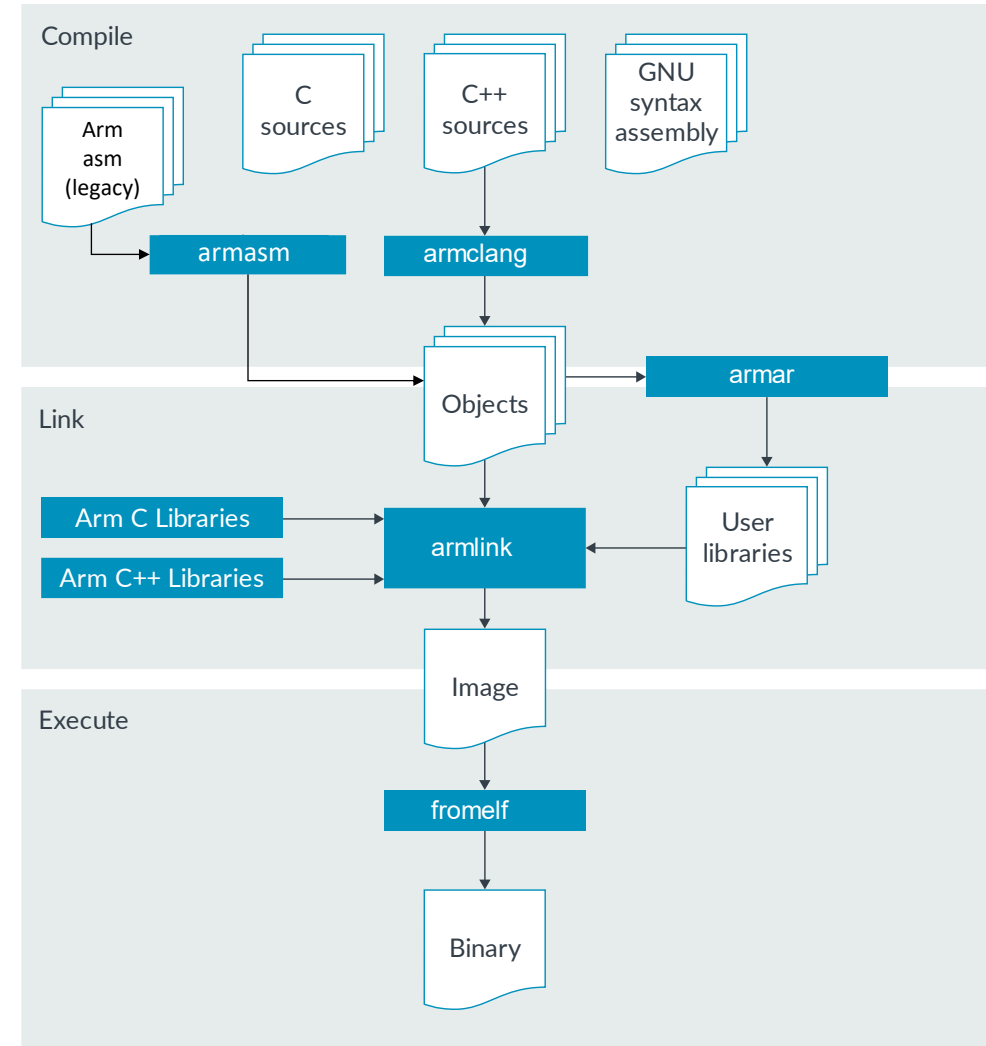 Compile
C
sources
C++
sources
GNU
syntax
assembly
Arm
asm
(legacy)
armasm
armclang
Objects
armar
Link
Arm C Libraries
Arm C++ Libraries
armlink
User
libraries
Image
Execute
fromelf
Binary